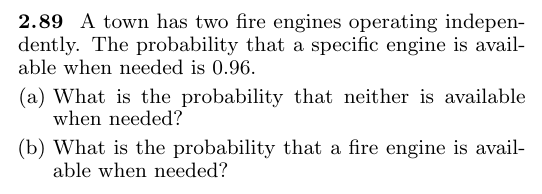 2.89 A town has two fire engines operating indepen-
dently. The probability that a specific engine is avail-
able when needed is 0.96.
(a) What is the probability that neither is available
when needed?
(b) What is the probability that a fire engine is avail-
able when needed?